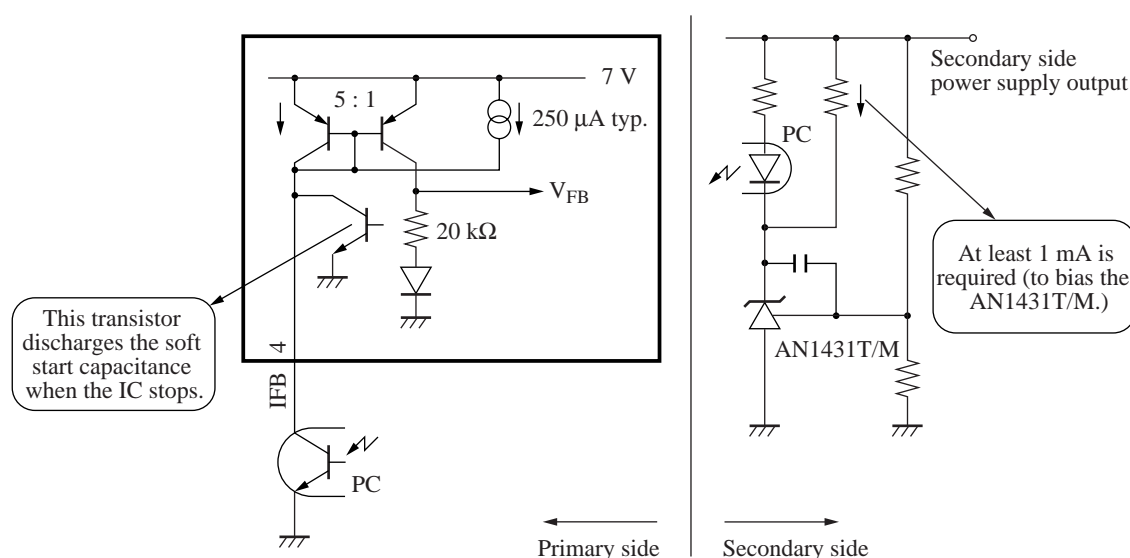 7 V
5 : 1
250 μA typ.
V_FB
20 kΩ
This transistor
discharges the soft
start capacitance
when the IC stops.
4
IFB
PC
Primary side
Secondary side
power supply output
PC
At least 1 mA is
required (to bias the
AN1431T/M.)
AN1431T/M
Secondary side